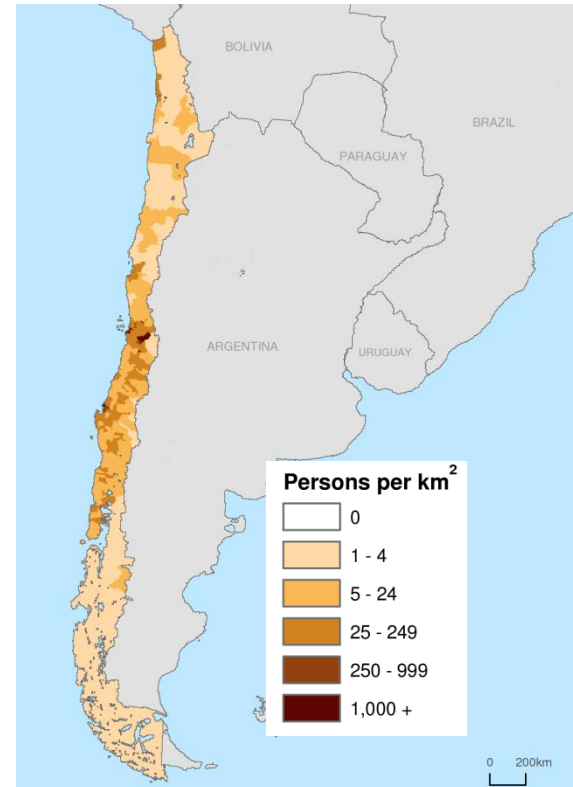 BOLIVIA
BRAZIL
PARAGUAY
ARGENTINA
URUGUAY
Persons per km²
0
1 - 4
5 - 24
25 - 249
250 - 999
1,000 +
0 200km